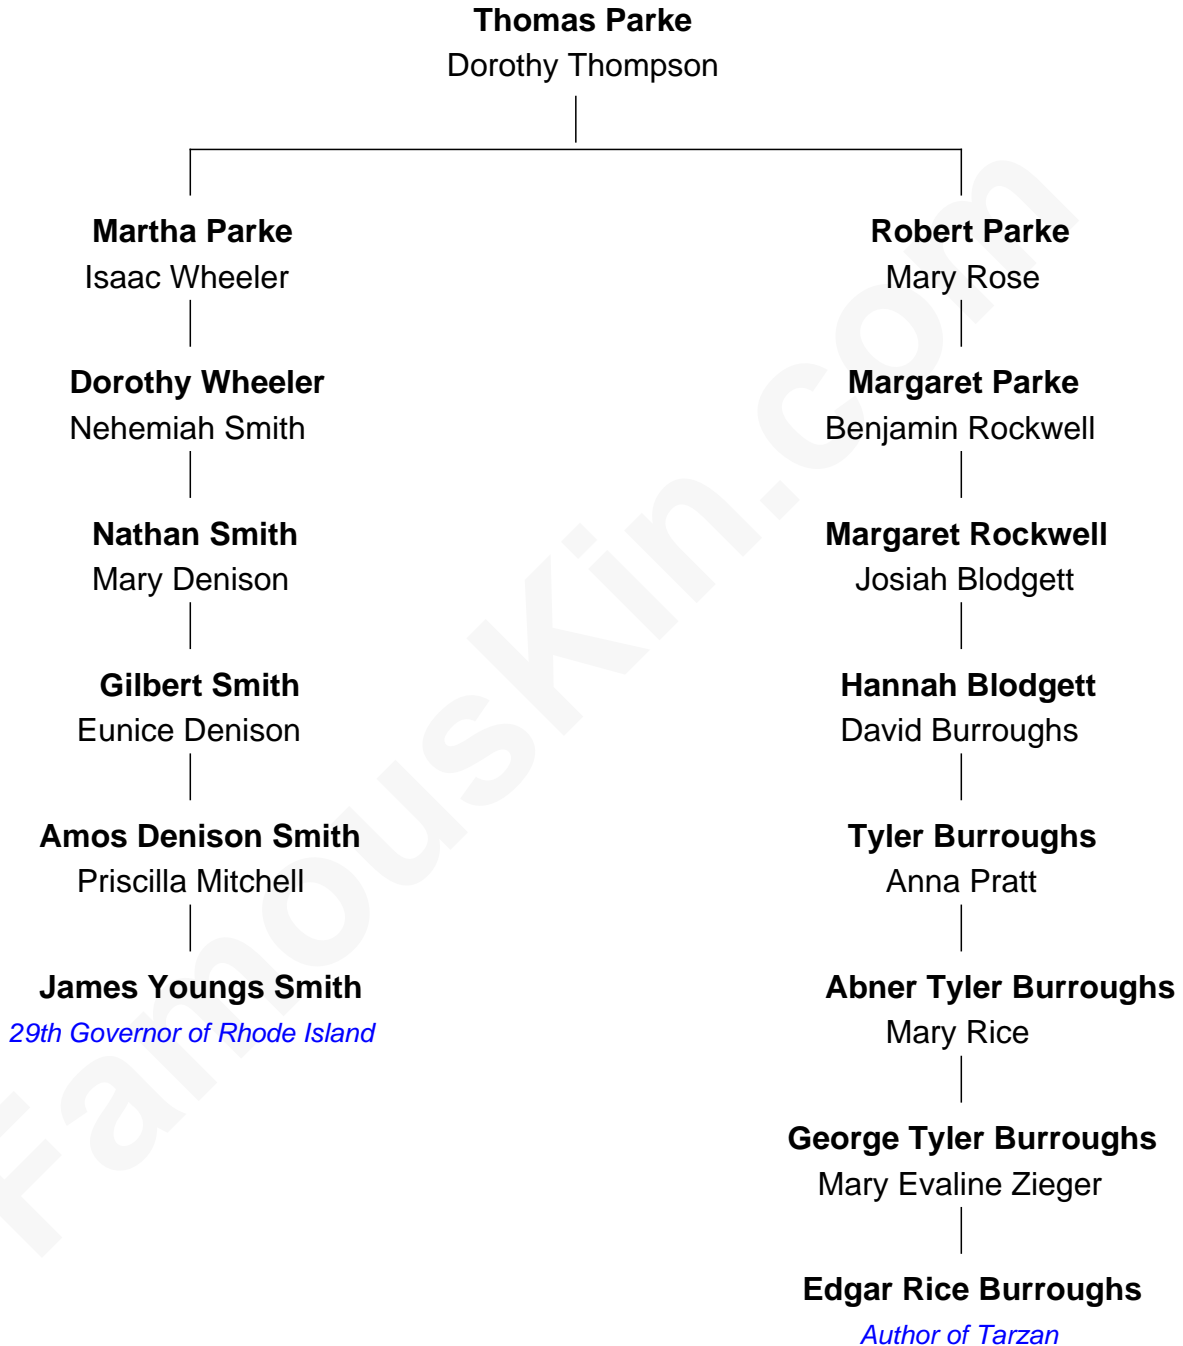 Thomas Parke
Dorothy Thompson
Martha Parke
Isaac Wheeler
Dorothy Wheeler
Nehemiah Smith
Nathan Smith
Mary Denison
Gilbert Smith
Eunice Denison
Amos Denison Smith
Priscilla Mitchell
James Youngs Smith
29th Governor of Rhode Island
Robert Parke
Mary Rose
Margaret Parke
Benjamin Rockwell
Margaret Rockwell
Josiah Blodgett
Hannah Blodgett
David Burroughs
Tyler Burroughs
Anna Pratt
Abner Tyler Burroughs
Mary Rice
George Tyler Burroughs
Mary Evaline Zieger
Edgar Rice Burroughs
Author of Tarzan
FamousKin.com